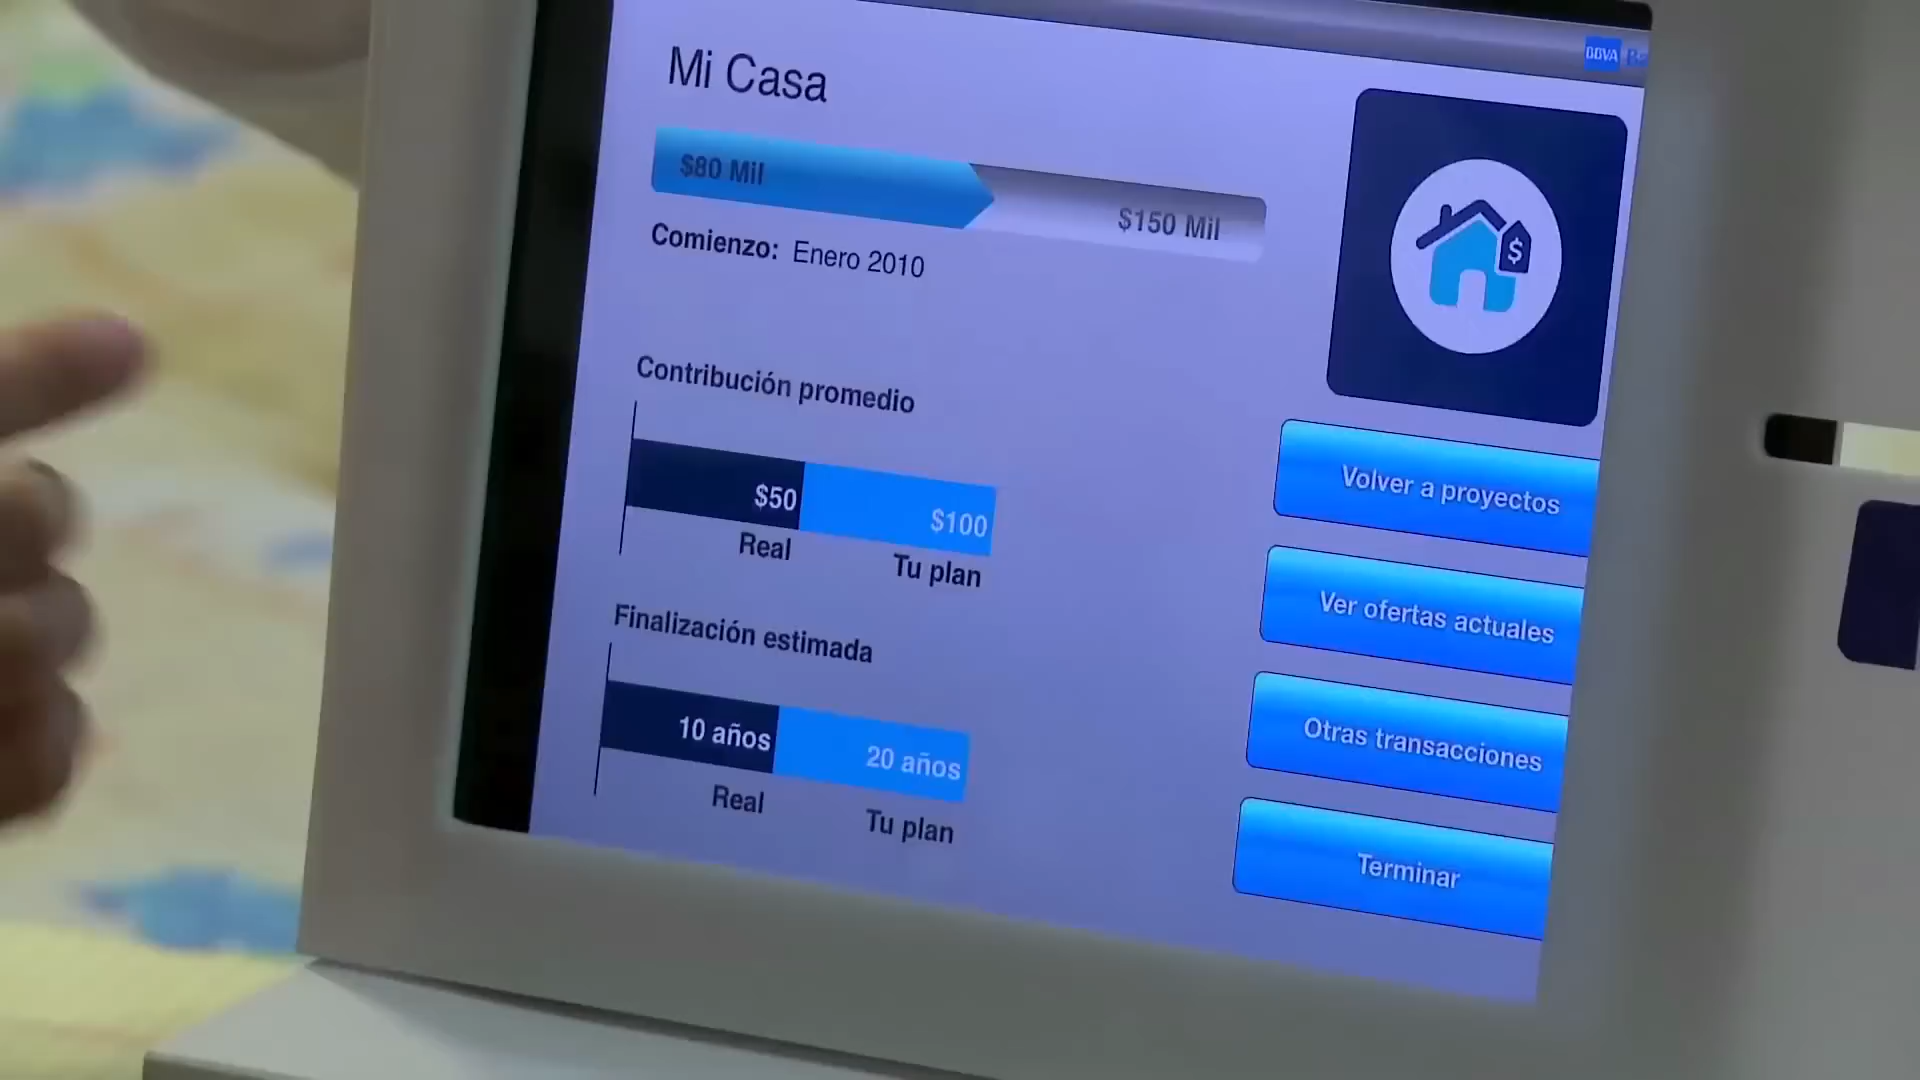 BBVA
Mi Casa
$80 Mil
$150 Mil
Comienzo: Enero 2010
$
Contribución promedio
$50
$100
Real
Tu plan
Finalización estimada
10 años
20 años
Real
Tu plan
Volver a proyectos
Ver ofertas actuales
Otras transacciones
Terminar